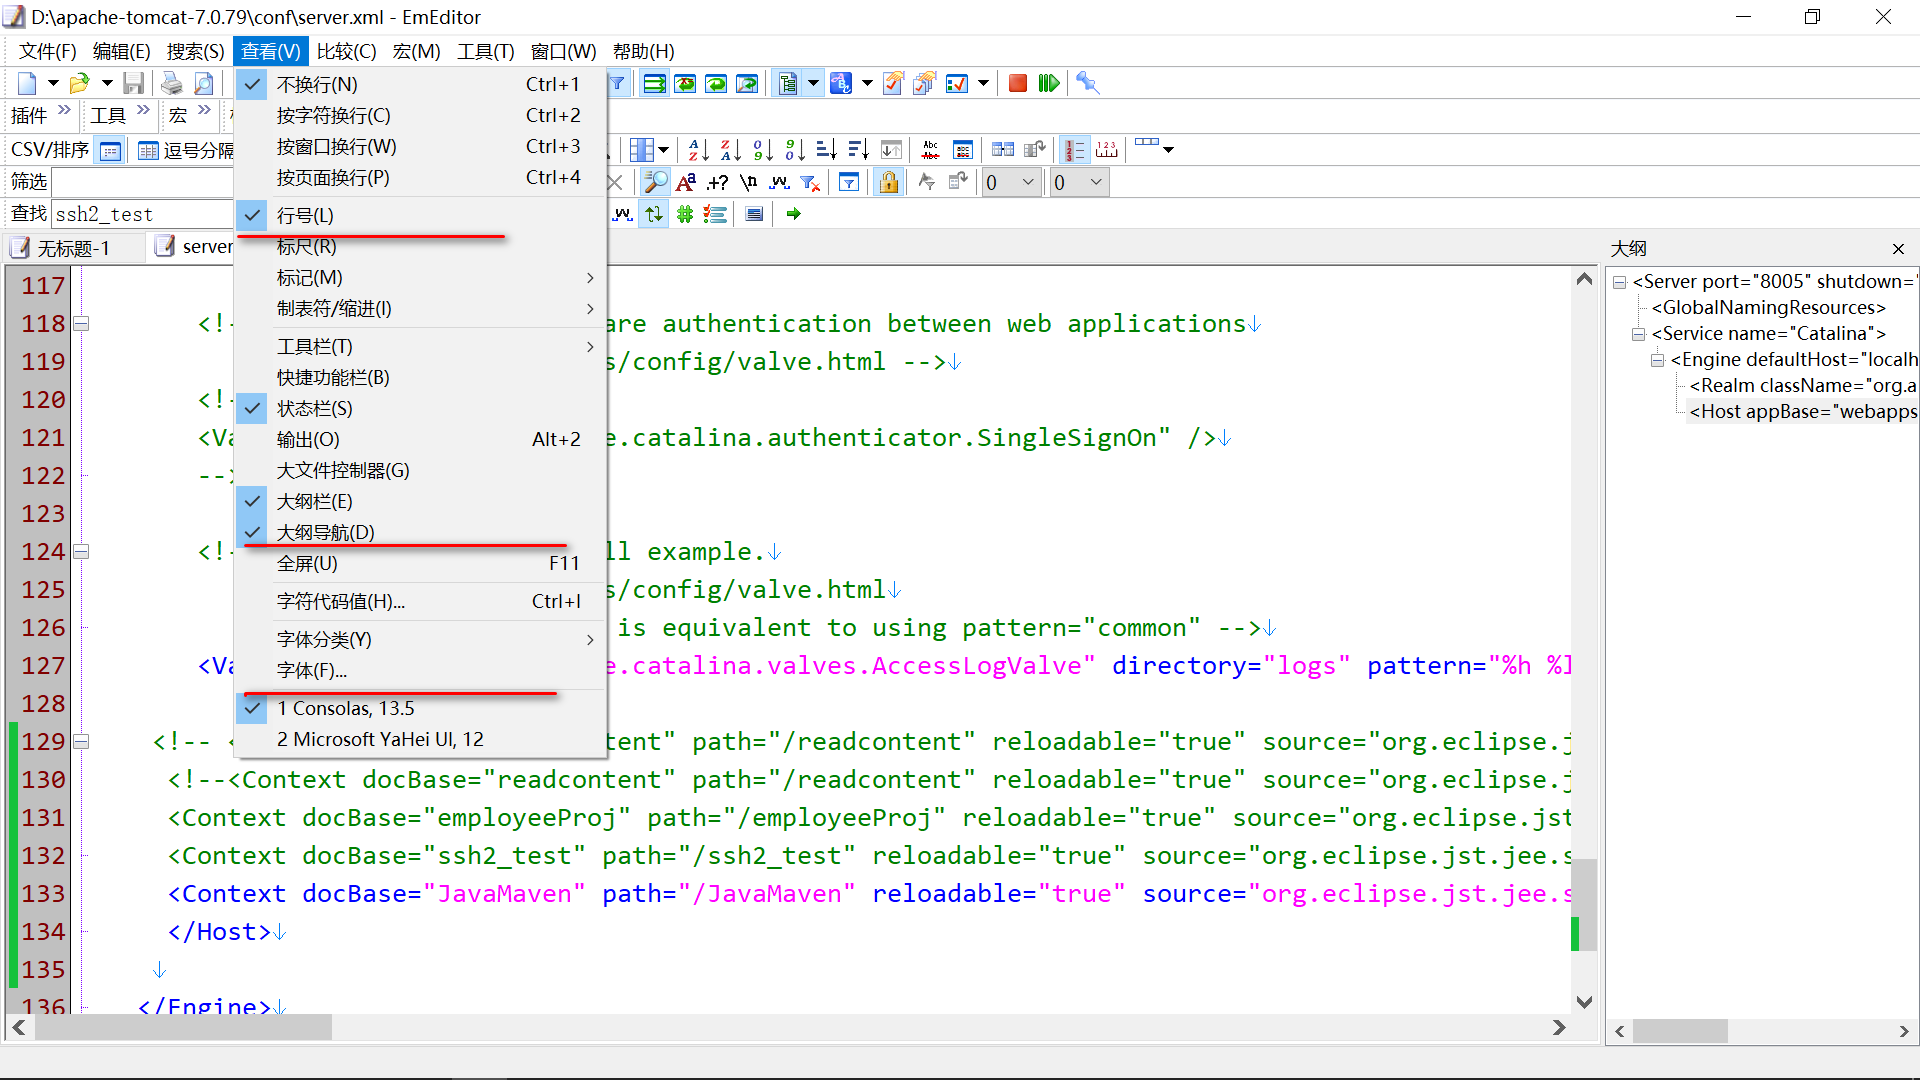 D:\apache-tomcat-7.0.79\conf\server.xml - EmEditor
文件(F) 编辑(E) 搜索(S) 查看(V) 比较(C) 宏(M) 工具(T) 窗口(W) 帮助(H)
插件 工具 宏
CSV/排序 逗号分隔
筛选 0 0
查找 ssh2_test
无标题-1 server
不换行(N) Ctrl+1
按字符换行(C) Ctrl+2
按窗口换行(W) Ctrl+3
按页面换行(P) Ctrl+4
行号(L)
标尺(R)
标记(M)
制表符/缩进(I)
工具栏(T)
快捷功能栏(B)
状态栏(S)
输出(O) Alt+2
大文件控制器(G)
大纲栏(E)
大纲导航(D)
全屏(U) F11
字符代码值(H)... Ctrl+I
字体分类(Y)
字体(F)...
1 Consolas, 13.5
2 Microsoft YaHei UI, 12
117
118 <!- are authentication between web applications↓
119 s/config/valve.html -->↓
120 <!-
121 <Va e.catalina.authenticator.SingleSignOn" />↓
122 -->
123
124 <!- ll example.↓
125 s/config/valve.html↓
126 is equivalent to using pattern="common" -->↓
127 <Va e.catalina.valves.AccessLogValve" directory="logs" pattern="%h %l
128
129 <!-- < tent" path="/readcontent" reloadable="true" source="org.eclipse.j
130 <!--<Context docBase="readcontent" path="/readcontent" reloadable="true" source="org.eclipse.j
131 <Context docBase="employeeProj" path="/employeeProj" reloadable="true" source="org.eclipse.jst
132 <Context docBase="ssh2_test" path="/ssh2_test" reloadable="true" source="org.eclipse.jst.jee.s
133 <Context docBase="JavaMaven" path="/JavaMaven" reloadable="true" source="org.eclipse.jst.jee.s
134 </Host>↓
135 ↓
136 </Engine>↓
大纲
<Server port="8005" shutdown="
<GlobalNamingResources>
<Service name="Catalina">
<Engine defaultHost="localh
<Realm className="org.a
<Host appBase="webapps